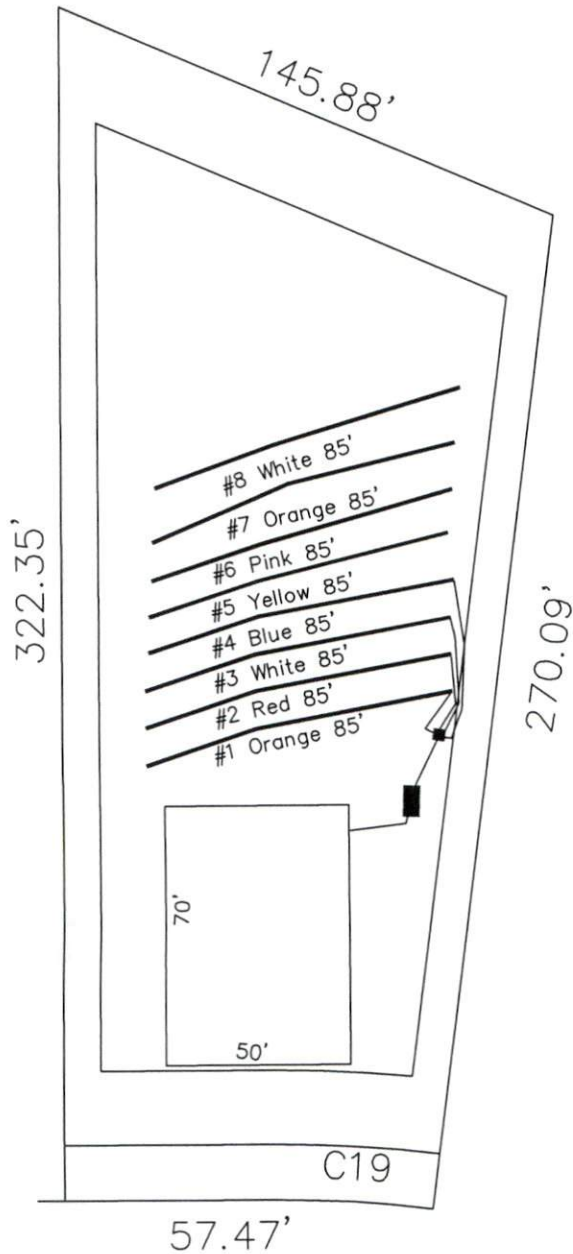 145.88'
322.35'
#8 White 85'
#7 Orange 85'
#6 Pink 85'
#5 Yellow 85'
#4 Blue 85'
#3 White 85'
#2 Red 85'
#1 Orange 85'
270.09'
70'
50'
C19
57.47'